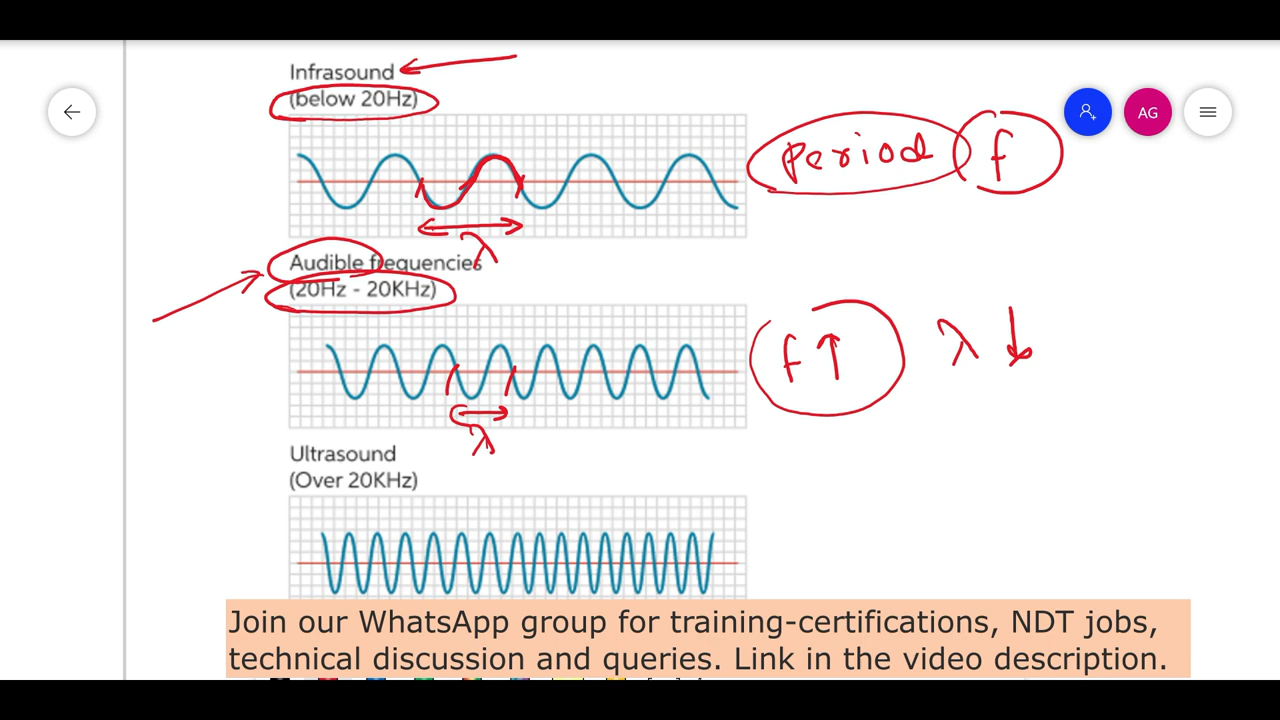 Infrasound
(below 20Hz)
Period f
AG
λ
Audible frequencies
(20Hz - 20KHz)
f↑ λ↓
λ
Ultrasound
(Over 20KHz)
Join our WhatsApp group for training-certifications, NDT jobs,
technical discussion and queries. Link in the video description.